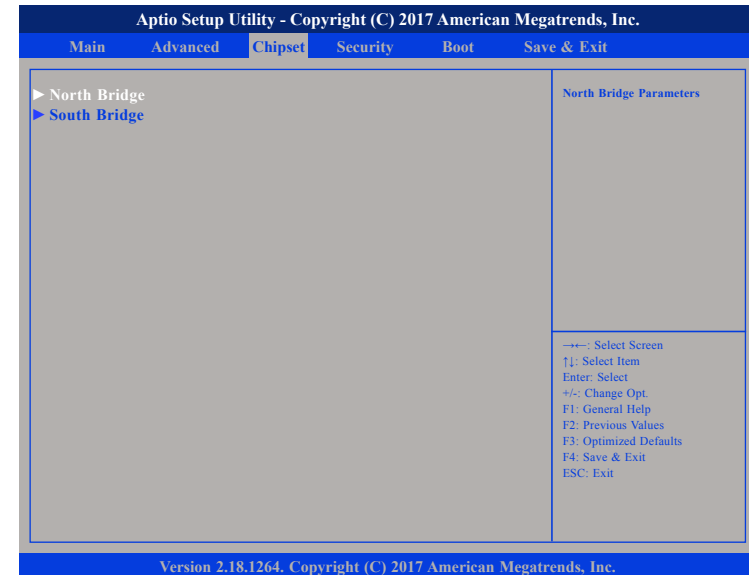 Aptio Setup Utility - Copyright (C) 2017 American Megatrends, Inc.
Main Advanced Chipset Security Boot Save & Exit
▶ North Bridge
▶ South Bridge
North Bridge Parameters
→←: Select Screen
↑↓: Select Item
Enter: Select
+/-: Change Opt.
F1: General Help
F2: Previous Values
F3: Optimized Defaults
F4: Save & Exit
ESC: Exit
Version 2.18.1264. Copyright (C) 2017 American Megatrends, Inc.